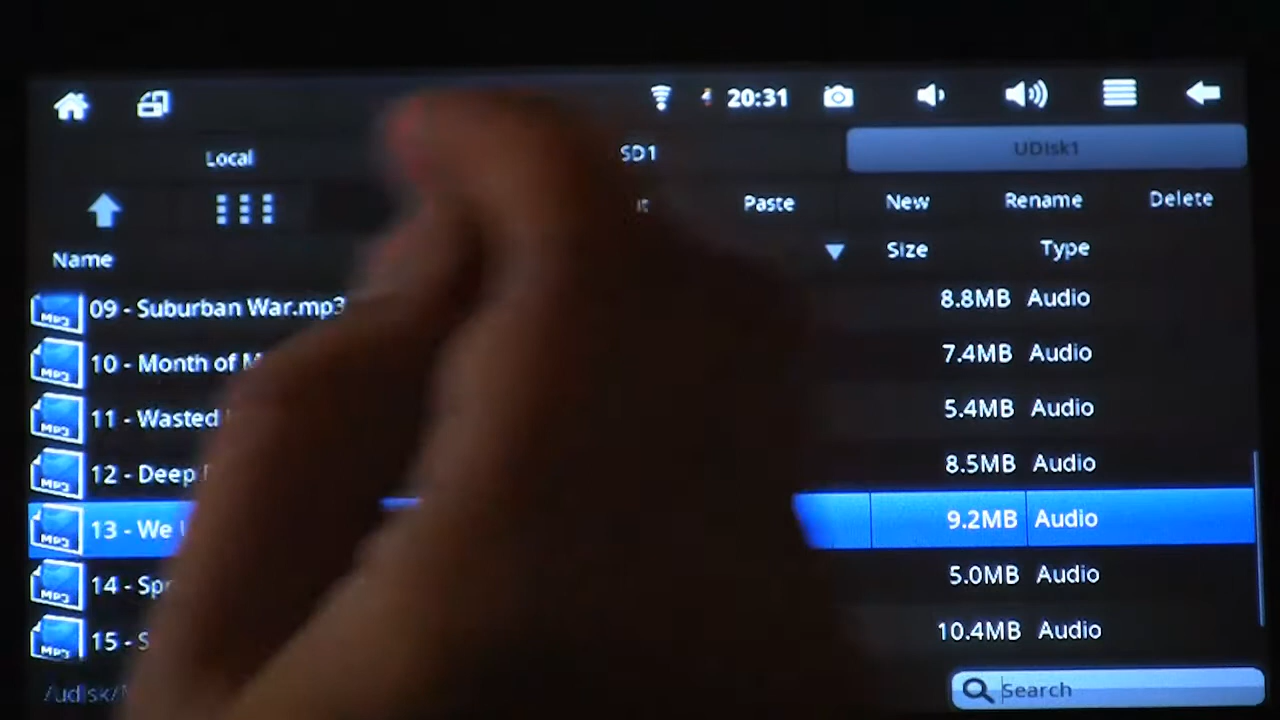 20:31
Local SD1 UDisk1
Paste New Rename Delete
Name Size Type
09 - Suburban War.mp3 8.8MB Audio
10 - Month of 7.4MB Audio
11 - Wasted 5.4MB Audio
12 - Deep 8.5MB Audio
13 - We 9.2MB Audio
14 - Spr 5.0MB Audio
15 - S 10.4MB Audio
/udisk/ Search